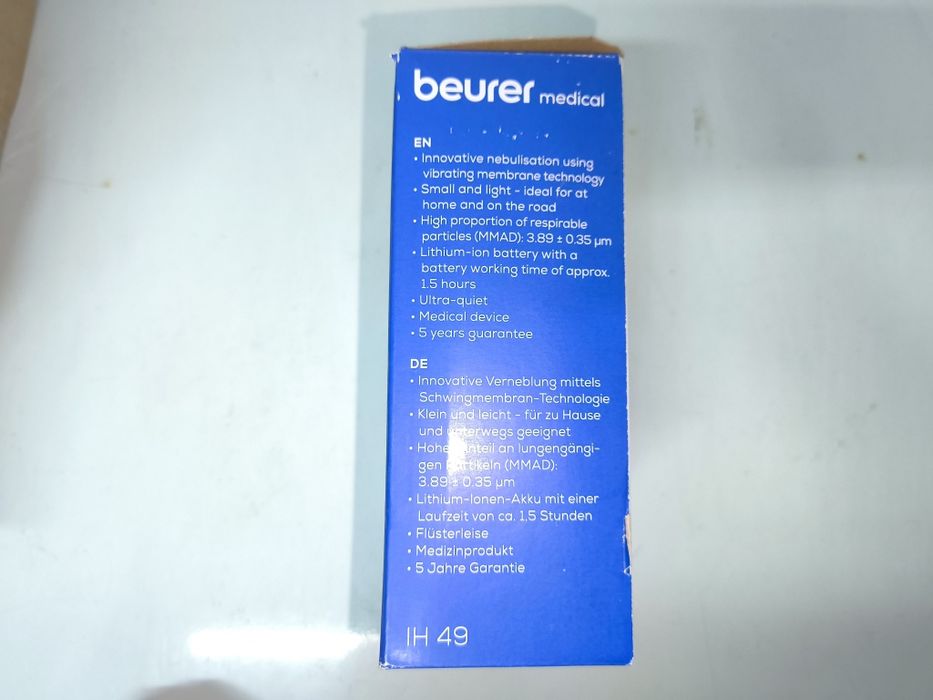 beurer medical
EN
• Innovative nebulisation using
vibrating membrane technology
• Small and light - ideal for at
home and on the road
• High proportion of respirable
particles (MMAD): 3.89 ± 0.35 µm
• Lithium-ion battery with a
battery working time of approx.
1.5 hours
• Ultra-quiet
• Medical device
• 5 years guarantee
DE
• Innovative Verneblung mittels
Schwingmembran-Technologie
• Klein und leicht - für zu Hause
und unterwegs geeignet
• Hoher Anteil an lungengängi-
gen Partikeln (MMAD):
3.89 ± 0.35 µm
• Lithium-Ionen-Akku mit einer
Laufzeit von ca. 1,5 Stunden
• Flüsterleise
• Medizinprodukt
• 5 Jahre Garantie
IH 49